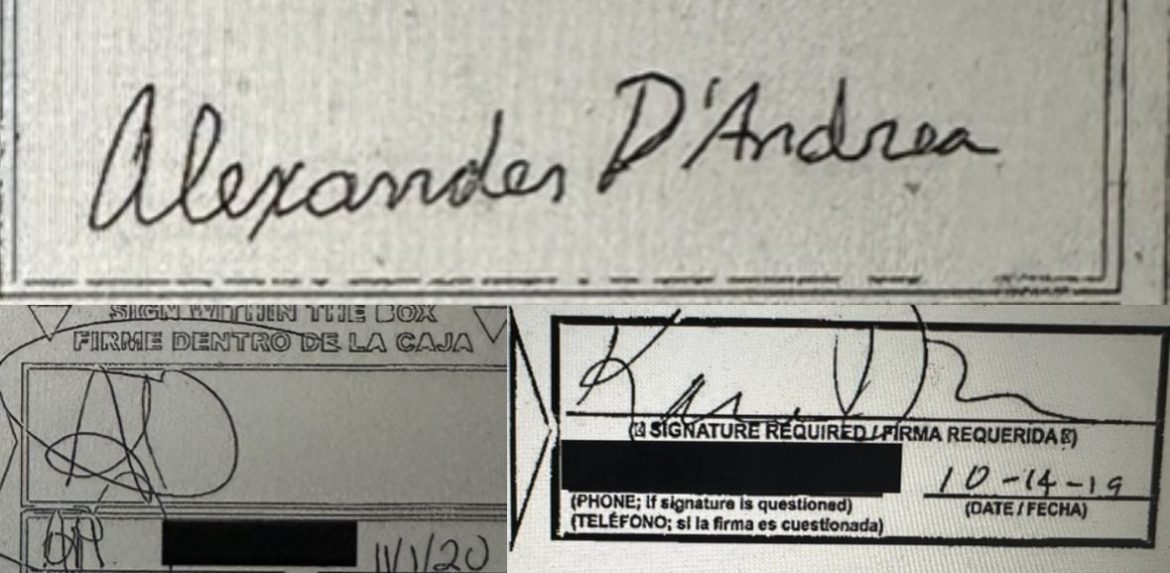 Alexander D'Andrea
SIGN WITHIN THE BOX
FIRME DENTRO DE LA CAJA
AD
11/1/20
(☒ SIGNATURE REQUIRED / FIRMA REQUERIDA ☒)
(PHONE; If signature is questioned)
(TELÉFONO; si la firma es cuestionada)
10-14-19
(DATE / FECHA)